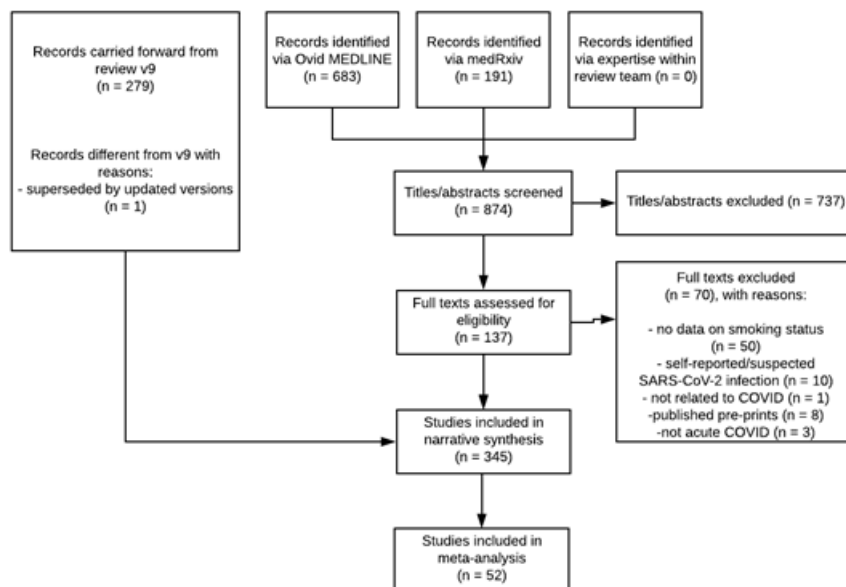 Records carried forward from
review v9
(n = 279)
Records different from v9 with
reasons:
- superseded by updated versions
(n = 1)
Records identified
via Ovid MEDLINE
(n = 683)
Records identified
via medRxiv
(n = 191)
Records identified
via expertise within
review team (n = 0)
Titles/abstracts screened
(n = 874)
Titles/abstracts excluded (n = 737)
Full texts assessed for
eligibility
(n = 137)
Full texts excluded
(n = 70), with reasons:
- no data on smoking status
(n = 50)
- self-reported/suspected
SARS-CoV-2 infection (n = 10)
- not related to COVID (n = 1)
-published pre-prints (n = 8)
-not acute COVID (n = 3)
Studies included in
narrative synthesis
(n = 345)
Studies included in
meta-analysis
(n = 52)